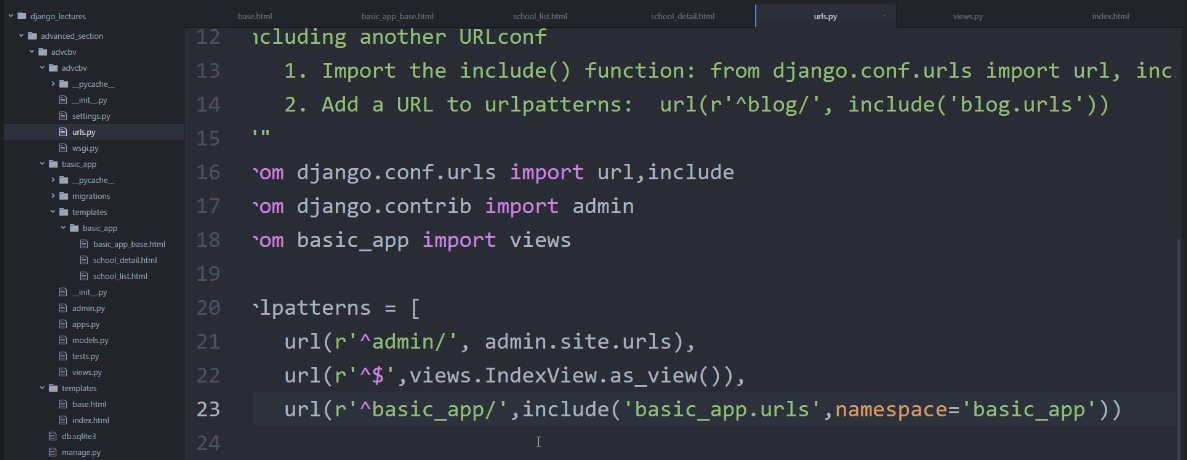 django_lectures
advanced_section
advcbv
advcbv
__pycache__
__init__.py
settings.py
urls.py
wsgi.py
basic_app
__pycache__
migrations
templates
basic_app
basic_app_base.html
school_detail.html
school_list.html
__init__.py
admin.py
apps.py
models.py
tests.py
views.py
templates
base.html
index.html
db.sqlite3
manage.py
base.html basic_app_base.html school_list.html school_detail.html urls.py views.py index.html
12 ncluding another URLconf
13 1. Import the include() function: from django.conf.urls import url, inc
14 2. Add a URL to urlpatterns: url(r'^blog/', include('blog.urls'))
15 '"
16 rom django.conf.urls import url,include
17 rom django.contrib import admin
18 rom basic_app import views
19
20 rlpatterns = [
21 url(r'^admin/', admin.site.urls),
22 url(r'^$',views.IndexView.as_view()),
23 url(r'^basic_app/',include('basic_app.urls',namespace='basic_app'))
24